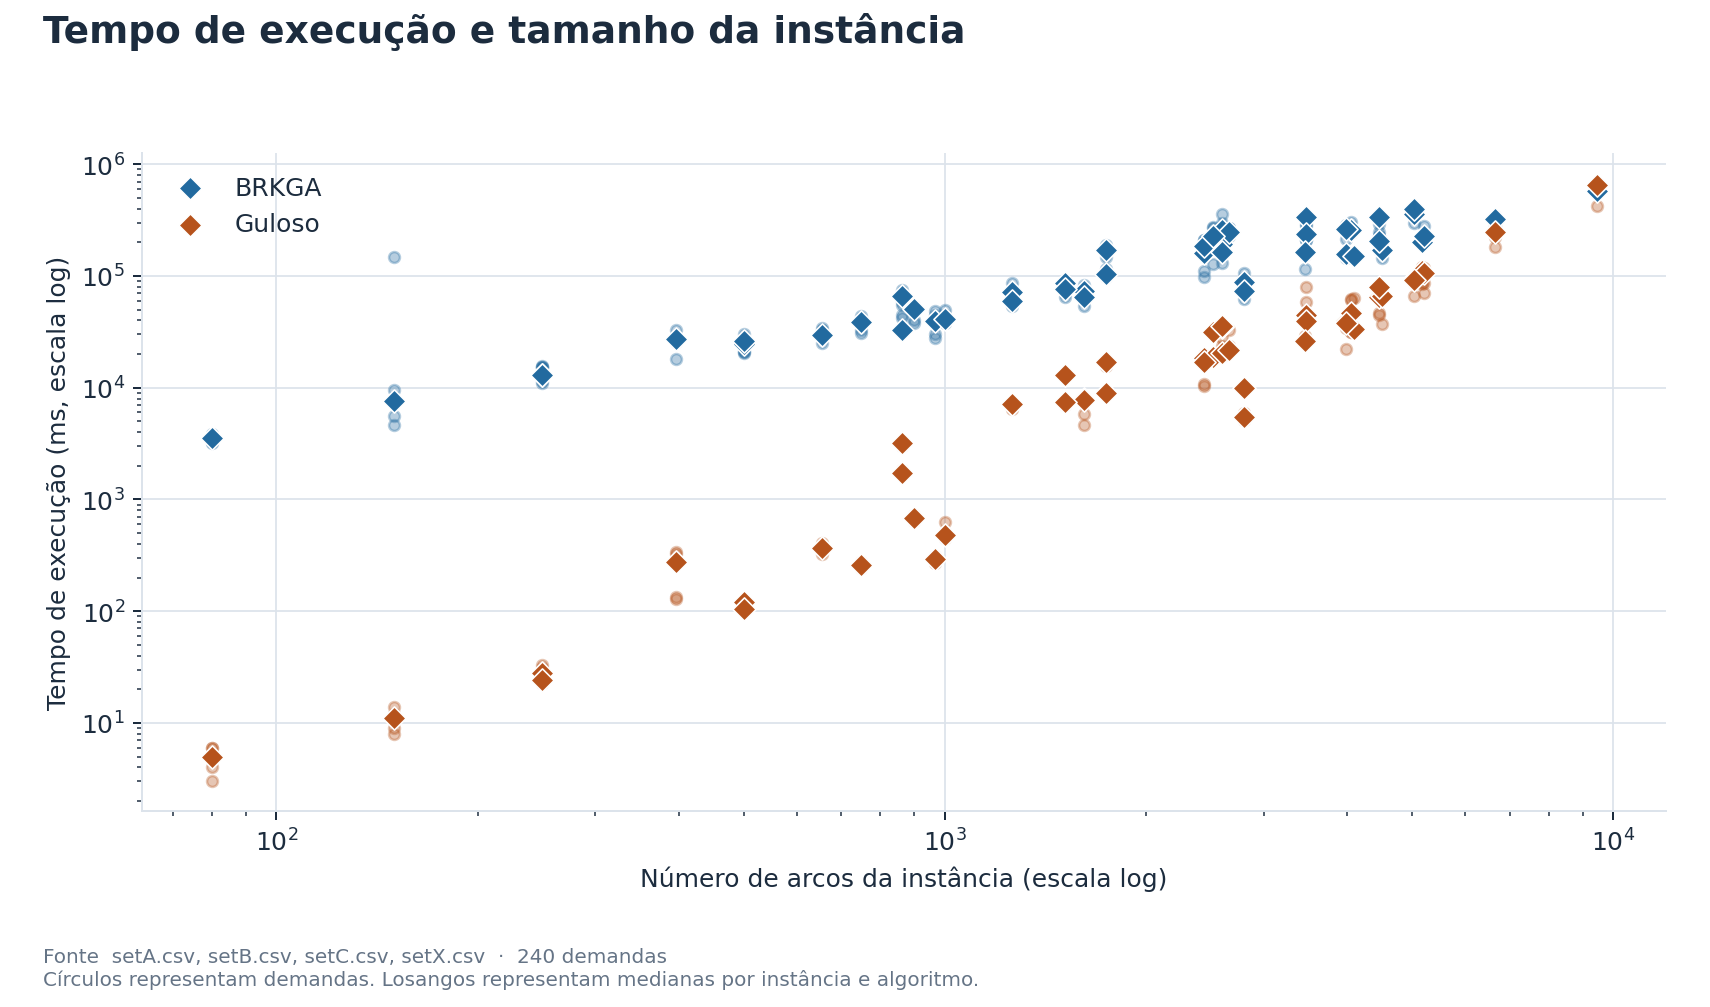 Tempo de execução e tamanho da instância
10^6
10^5
10^4
10^3
10^2
10^1
Tempo de execução (ms, escala log)
BRKGA
Guloso
10^2
10^3
10^4
Número de arcos da instância (escala log)
Fonte  setA.csv, setB.csv, setC.csv, setX.csv  ·  240 demandas
Círculos representam demandas. Losangos representam medianas por instância e algoritmo.